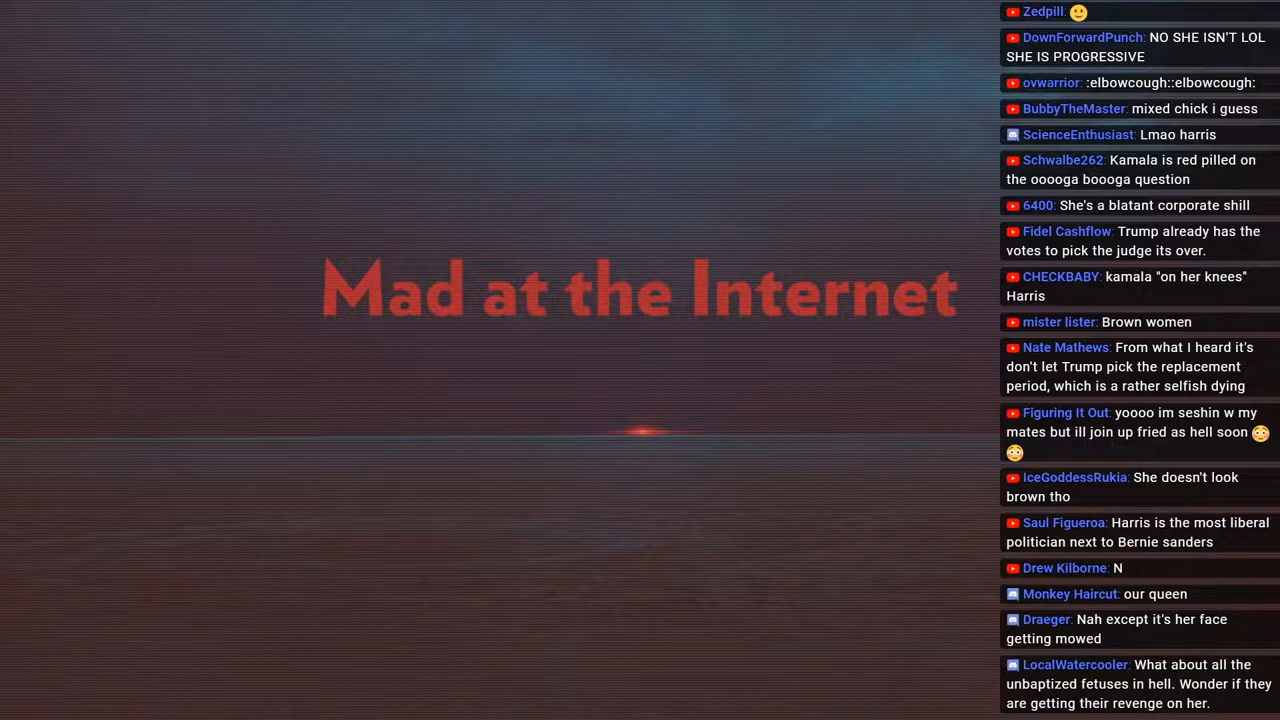 Mad at the Internet
Zedpill: 🙂
DownForwardPunch: NO SHE ISN'T LOL
SHE IS PROGRESSIVE
ovwarrior: :elbowcough::elbowcough:
BubbyTheMaster: mixed chick i guess
ScienceEnthusiast: Lmao harris
Schwalbe262: Kamala is red pilled on
the ooooga boooga question
6400: She's a blatant corporate shill
Fidel Cashflow: Trump already has the
votes to pick the judge its over.
CHECKBABY: kamala "on her knees"
Harris
mister lister: Brown women
Nate Mathews: From what I heard it's
don't let Trump pick the replacement
period, which is a rather selfish dying
Figuring It Out: yoooo im seshin w my
mates but ill join up fried as hell soon 😳
😳
IceGoddessRukia: She doesn't look
brown tho
Saul Figueroa: Harris is the most liberal
politician next to Bernie sanders
Drew Kilborne: N
Monkey Haircut: our queen
Draeger: Nah except it's her face
getting mowed
LocalWatercooler: What about all the
unbaptized fetuses in hell. Wonder if they
are getting their revenge on her.